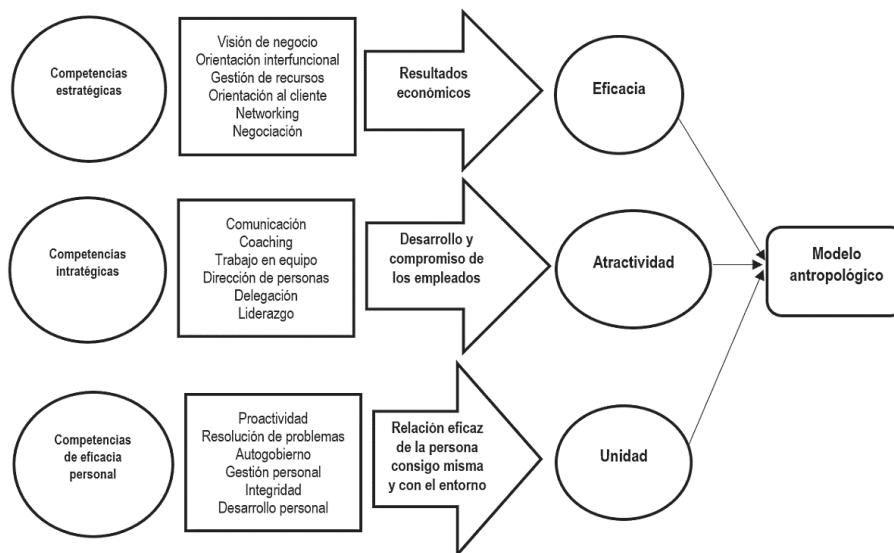 Competencias
estratégicas
Visión de negocio
Orientación interfuncional
Gestión de recursos
Orientación al cliente
Networking
Negociación
Resultados
económicos
Eficacia
Competencias
intratégicas
Comunicación
Coaching
Trabajo en equipo
Dirección de personas
Delegación
Liderazgo
Desarrollo y
compromiso de
los empleados
Atractividad
Modelo
antropológico
Competencias
de eficacia
personal
Proactividad
Resolución de problemas
Autogobierno
Gestión personal
Integridad
Desarrollo personal
Relación eficaz
de la persona
consigo misma
y con el entorno
Unidad